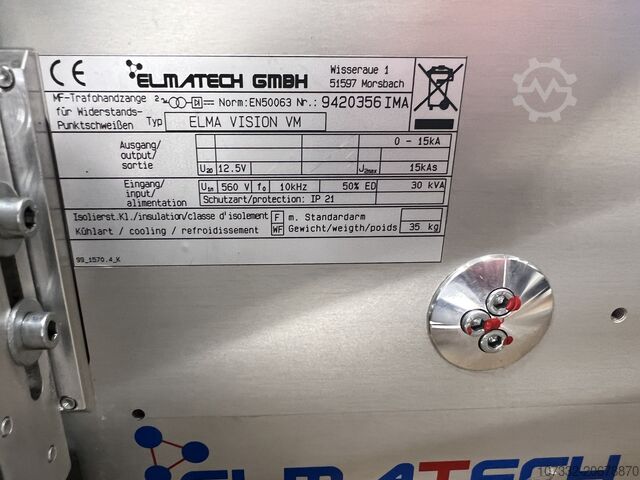 CE ELMATECH GMBH Wisseraue 1
51597 Morsbach
MF-Trafohandzange
für Widerstands-
Punktschweißen
Norm:EN50063 Nr.: 9420356 IMA
Typ ELMA VISION VM
Ausgang/
output/
sortie
0 - 15kA
U20 12.5V J2max 15kAs
Eingang/
input/
alimentation
U1N 560 V f0 10kHz 50% ED 30 kVA
Schutzart/protection: IP 21
Isolierst.Kl./insulation/classe d'isolement F m. Standardarm
Kühlart / cooling / refroidissement WF Gewicht/weigth/poids 35 kg
99_1570.4_K
ELMATECH